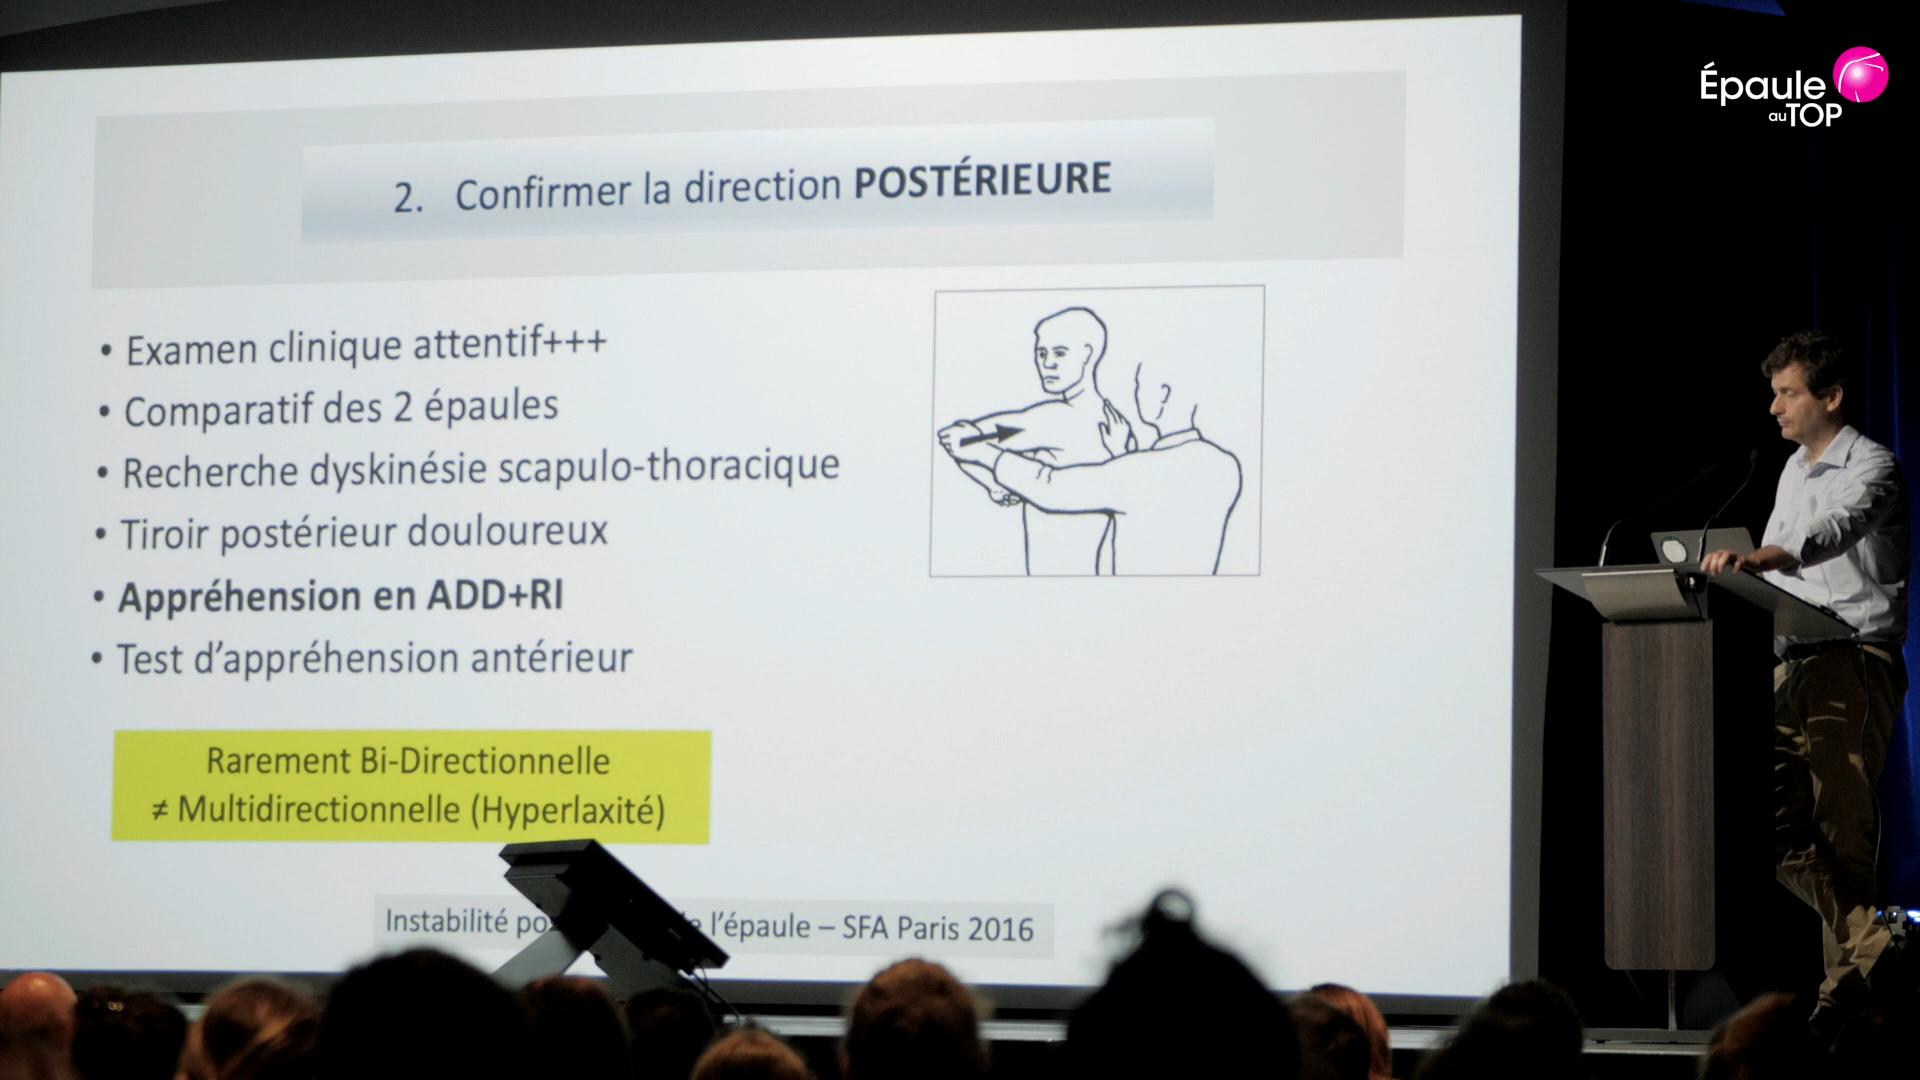 Épaule
au TOP
2. Confirmer la direction POSTÉRIEURE
• Examen clinique attentif+++
• Comparatif des 2 épaules
• Recherche dyskinésie scapulo-thoracique
• Tiroir postérieur douloureux
• Appréhension en ADD+RI
• Test d'appréhension antérieur
Rarement Bi-Directionnelle
≠ Multidirectionnelle (Hyperlaxité)
Instabilité l'épaule – SFA Paris 2016